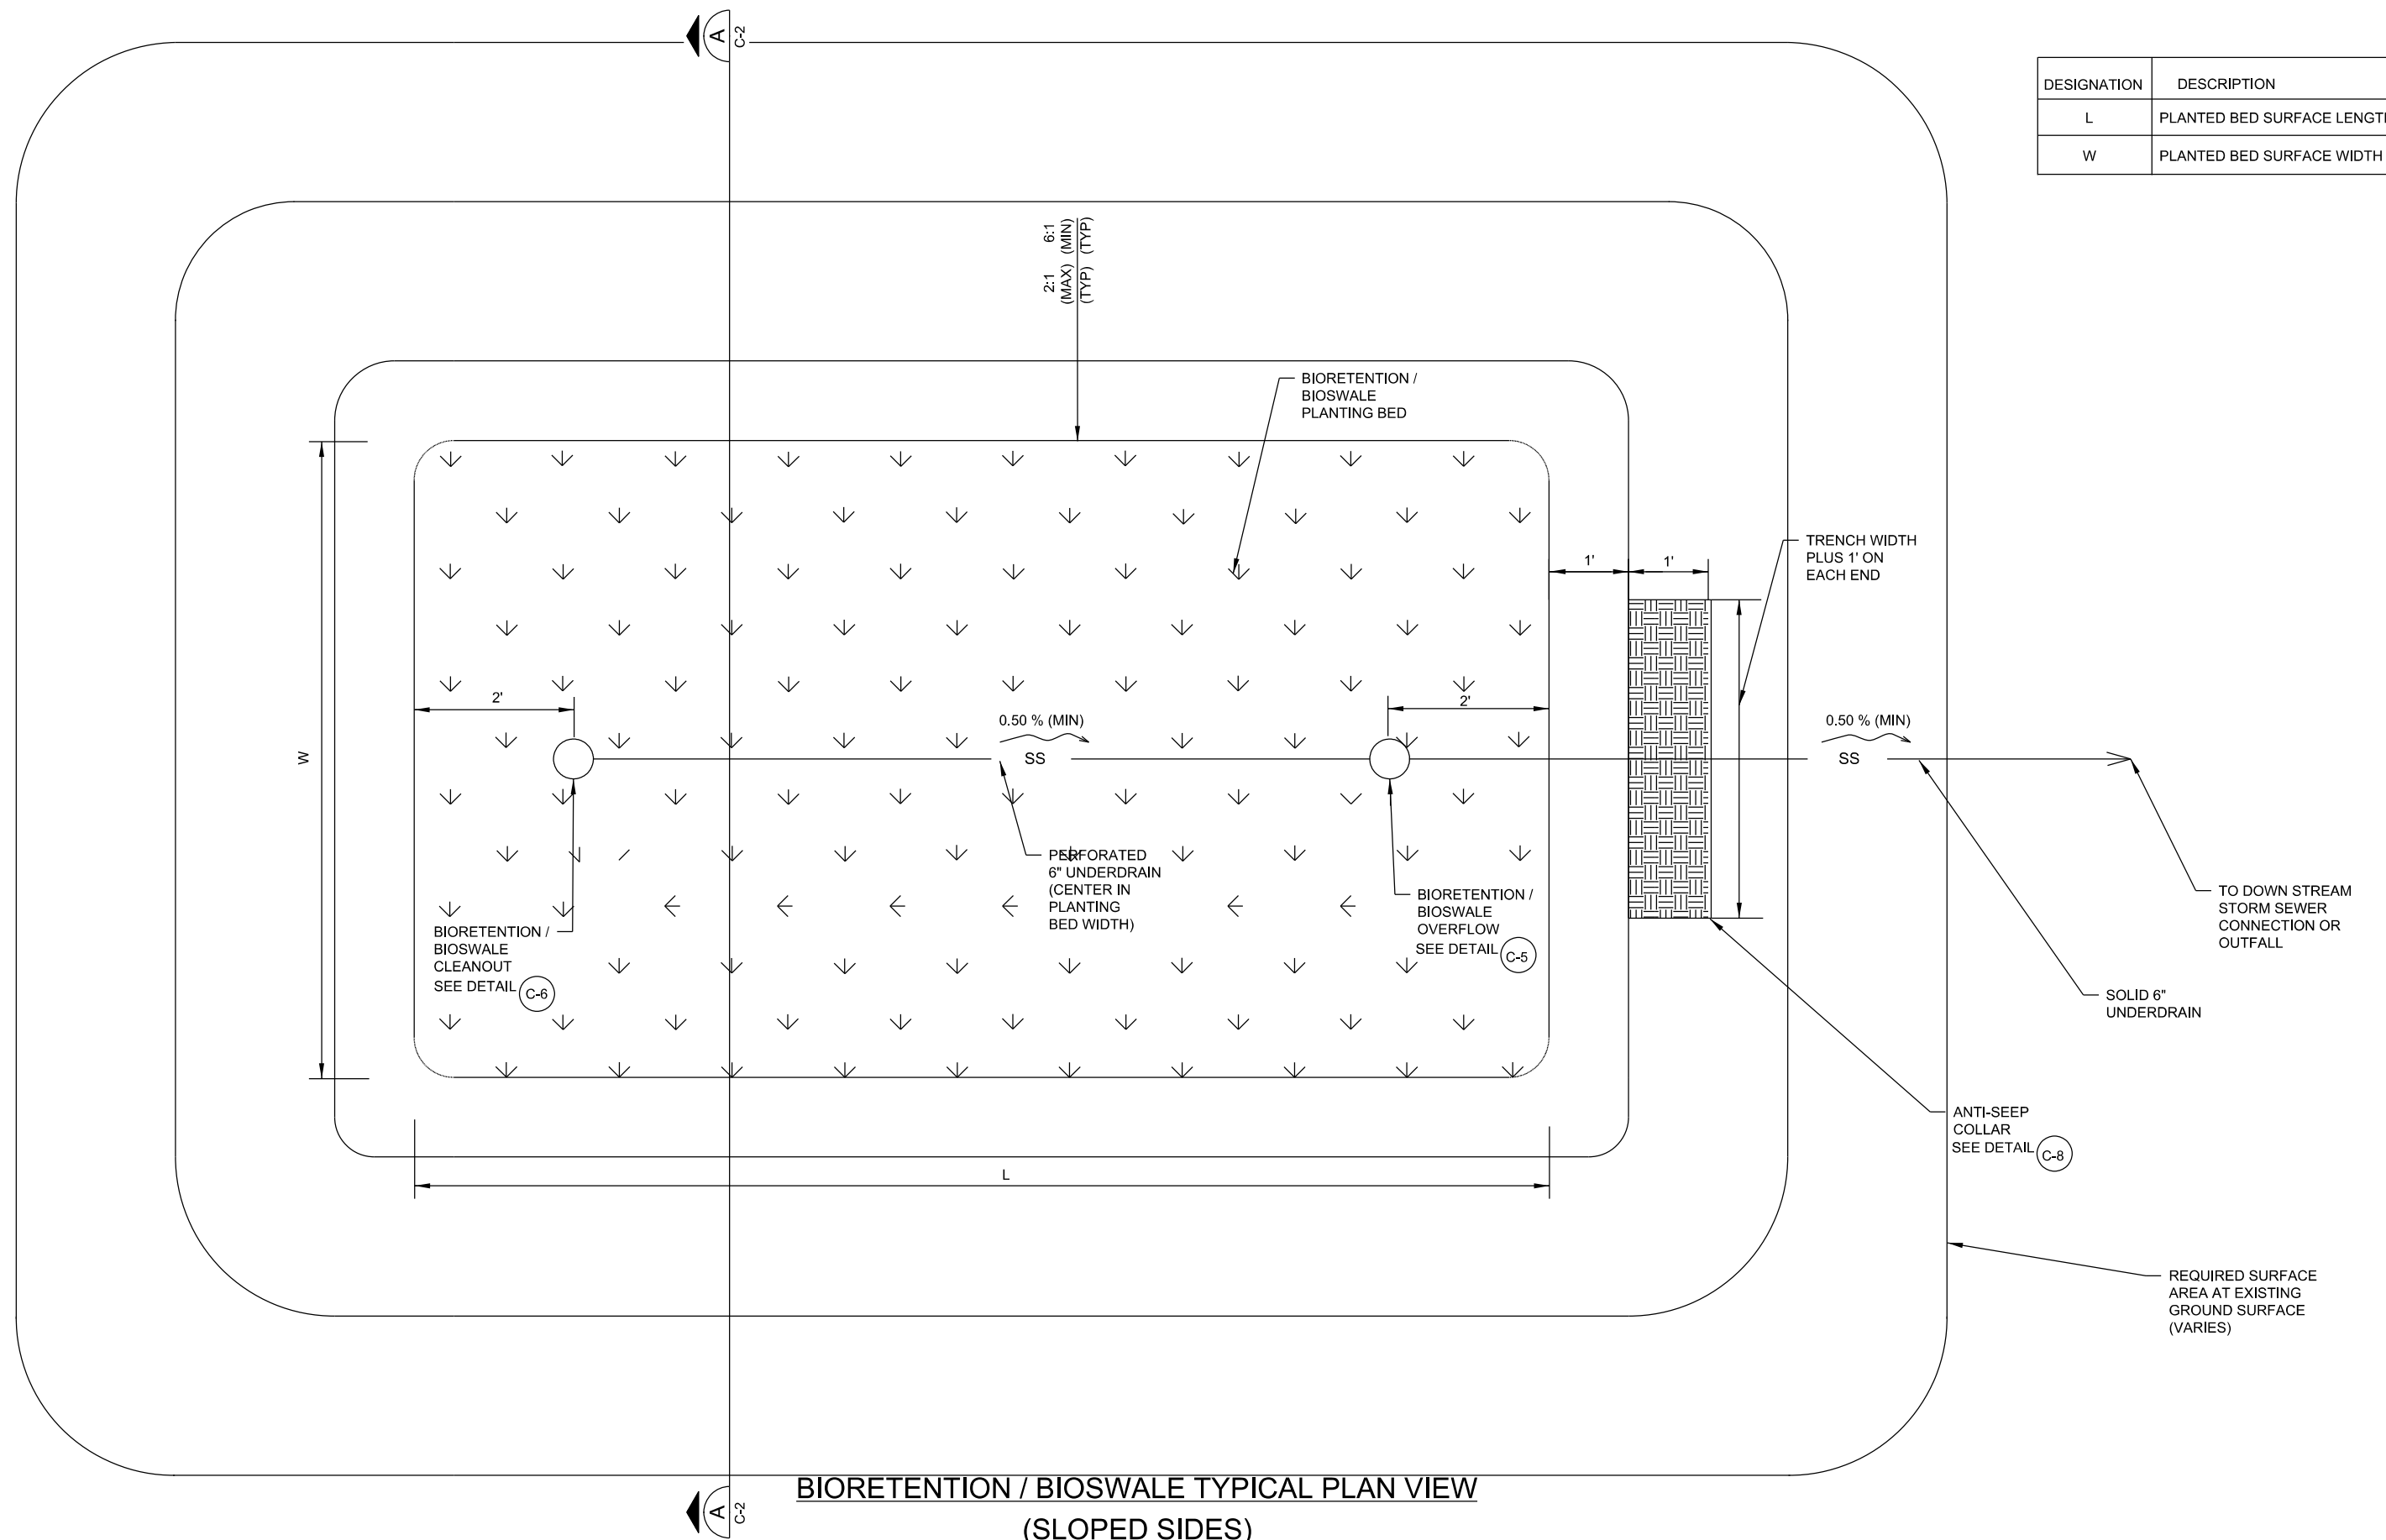 A
C-2
DESIGNATION DESCRIPTION
L PLANTED BED SURFACE LENGTH
W PLANTED BED SURFACE WIDTH
2:1 6:1
(MAX) (MIN)
(TYP) (TYP)
BIORETENTION /
BIOSWALE
PLANTING BED
TRENCH WIDTH
PLUS 1' ON
EACH END
1'
1'
2'
2'
W
0.50 % (MIN)
SS
0.50 % (MIN)
SS
PERFORATED
6" UNDERDRAIN
(CENTER IN
PLANTING
BED WIDTH)
BIORETENTION /
BIOSWALE
OVERFLOW
SEE DETAIL C-5
BIORETENTION /
BIOSWALE
CLEANOUT
SEE DETAIL C-6
TO DOWN STREAM
STORM SEWER
CONNECTION OR
OUTFALL
SOLID 6"
UNDERDRAIN
ANTI-SEEP
COLLAR
SEE DETAIL C-8
L
REQUIRED SURFACE
AREA AT EXISTING
GROUND SURFACE
(VARIES)
A
C-2
BIORETENTION / BIOSWALE TYPICAL PLAN VIEW
(SLOPED SIDES)